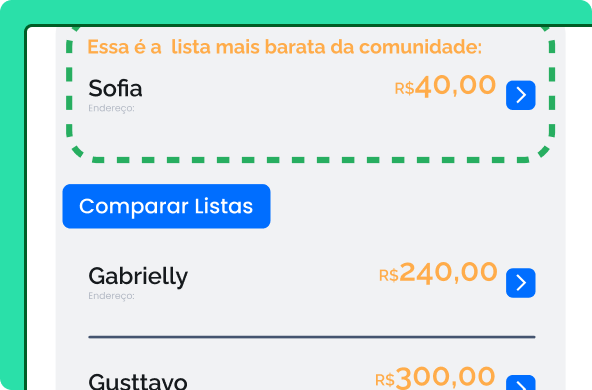 Essa é a lista mais barata da comunidade:
Sofia R$40,00
Endereço:
Comparar Listas
Gabrielly R$240,00
Endereço:
Gusttavo R$300,00